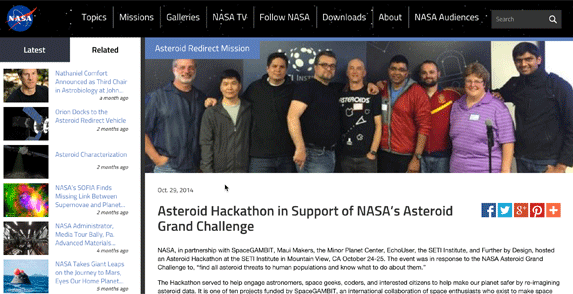 NASA
Topics Missions Galleries NASA TV Follow NASA Downloads About NASA Audiences Search
Latest Related
Nathaniel Comfort
Announced as Third Chair
in Astrobiology at John...
a month ago
Orion Docks to the
Asteroid Redirect Vehicle
2 months ago
Asteroid Characterization
2 months ago
NASA's SOFIA Finds
Missing Link Between
Supernovae and Planet...
2 months ago
NASA Administrator,
Media Tour Bally, Pa.
Advanced Materials...
4 months ago
NASA Takes Giant Leaps
on the Journey to Mars,
Eyes Our Home Planet...
Asteroid Redirect Mission
ASTEROIDS
Oct. 29, 2014
Asteroid Hackathon in Support of NASA's Asteroid
Grand Challenge
NASA, in partnership with SpaceGAMBIT, Maui Makers, the Minor Planet Center, EchoUser, the SETI Institute, and Further by Design, hosted
an Asteroid Hackathon at the SETI Institute in Mountain View, CA October 24-25. The event was in response to the NASA Asteroid Grand
Challenge to, "find all asteroid threats to human populations and know what to do about them."
The Hackathon served to help engage astronomers, space geeks, coders, and interested citizens to help make our planet safer by re-imagining
asteroid data. It is one of ten projects funded by SpaceGAMBIT, an international collaboration of space enthusiasts who exist to make space